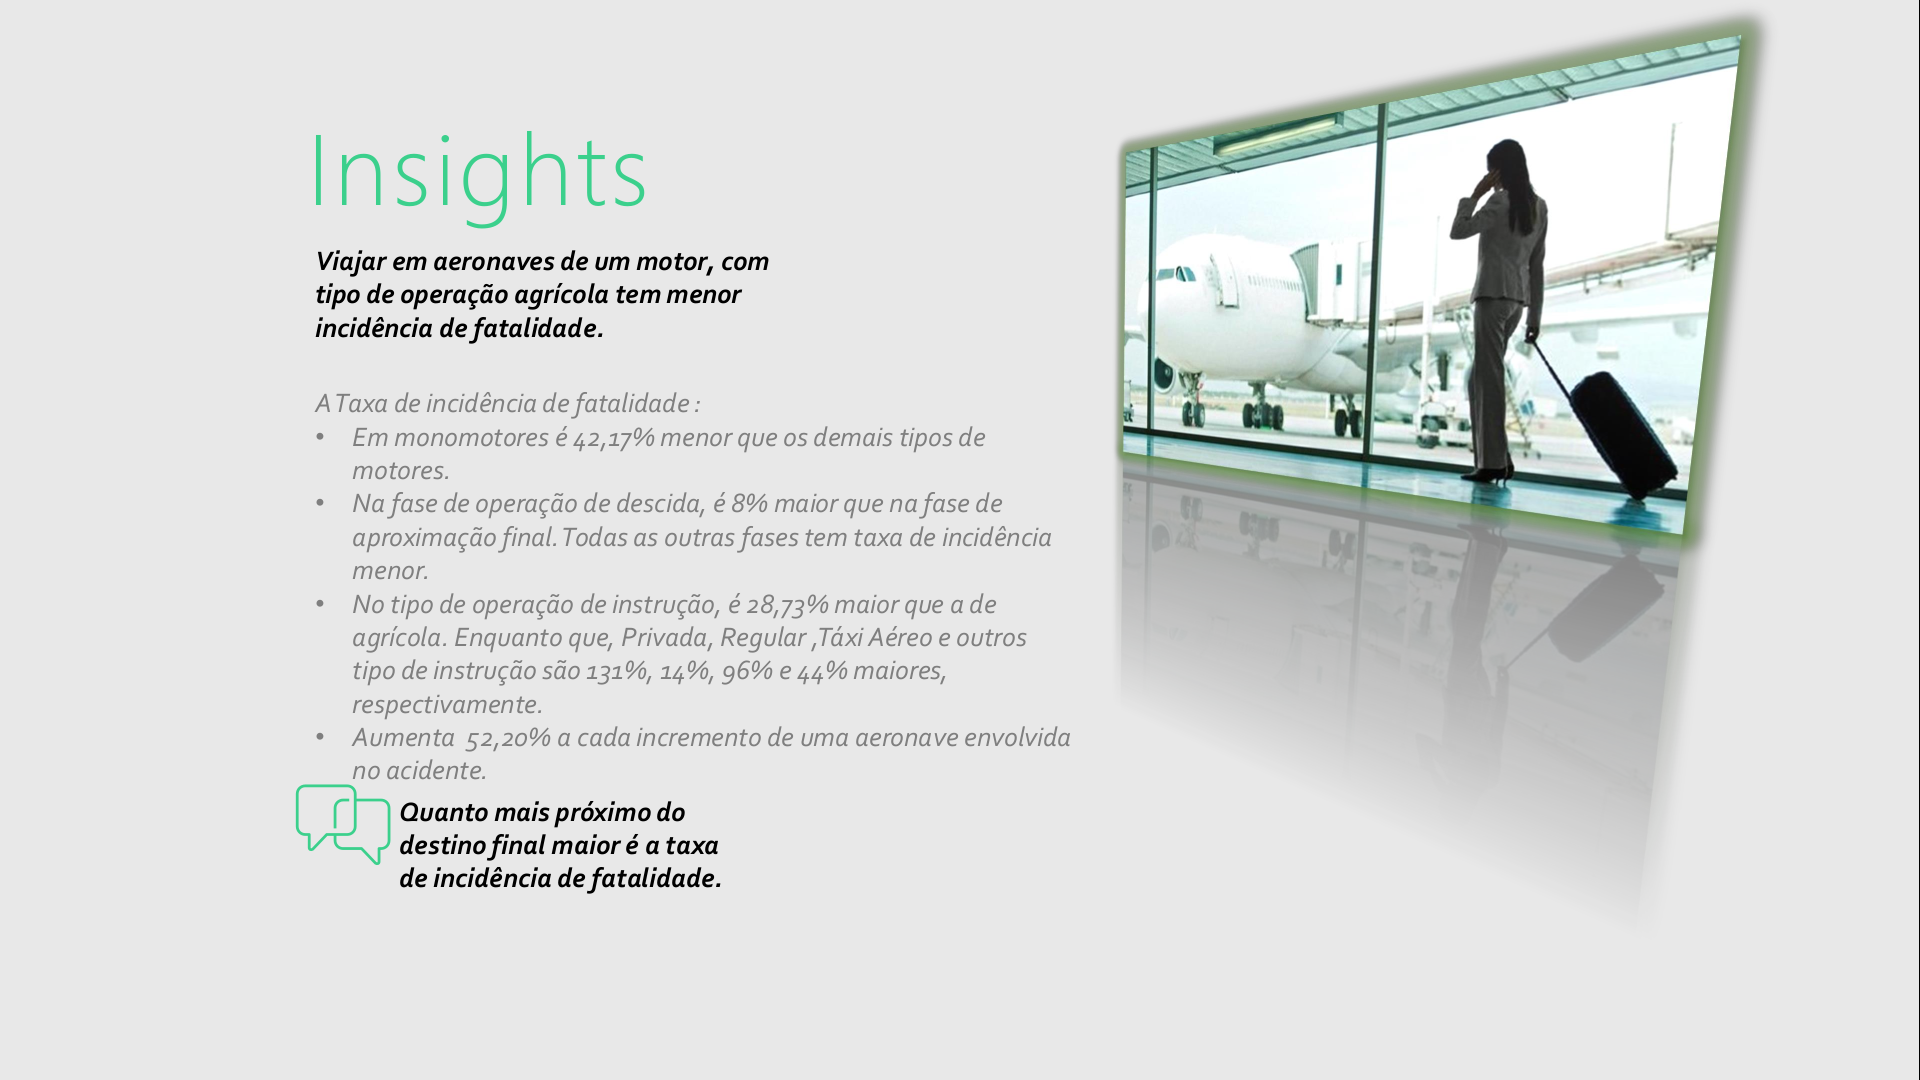 Insights
Viajar em aeronaves de um motor, com
tipo de operação agrícola tem menor
incidência de fatalidade.
A Taxa de incidência de fatalidade :
• Em monomotores é 42,17% menor que os demais tipos de
motores.
• Na fase de operação de descida, é 8% maior que na fase de
aproximação final. Todas as outras fases tem taxa de incidência
menor.
• No tipo de operação de instrução, é 28,73% maior que a de
agrícola. Enquanto que, Privada, Regular ,Táxi Aéreo e outros
tipo de instrução são 131%, 14%, 96% e 44% maiores,
respectivamente.
• Aumenta  52,20% a cada incremento de uma aeronave envolvida
no acidente.
Quanto mais próximo do
destino final maior é a taxa
de incidência de fatalidade.